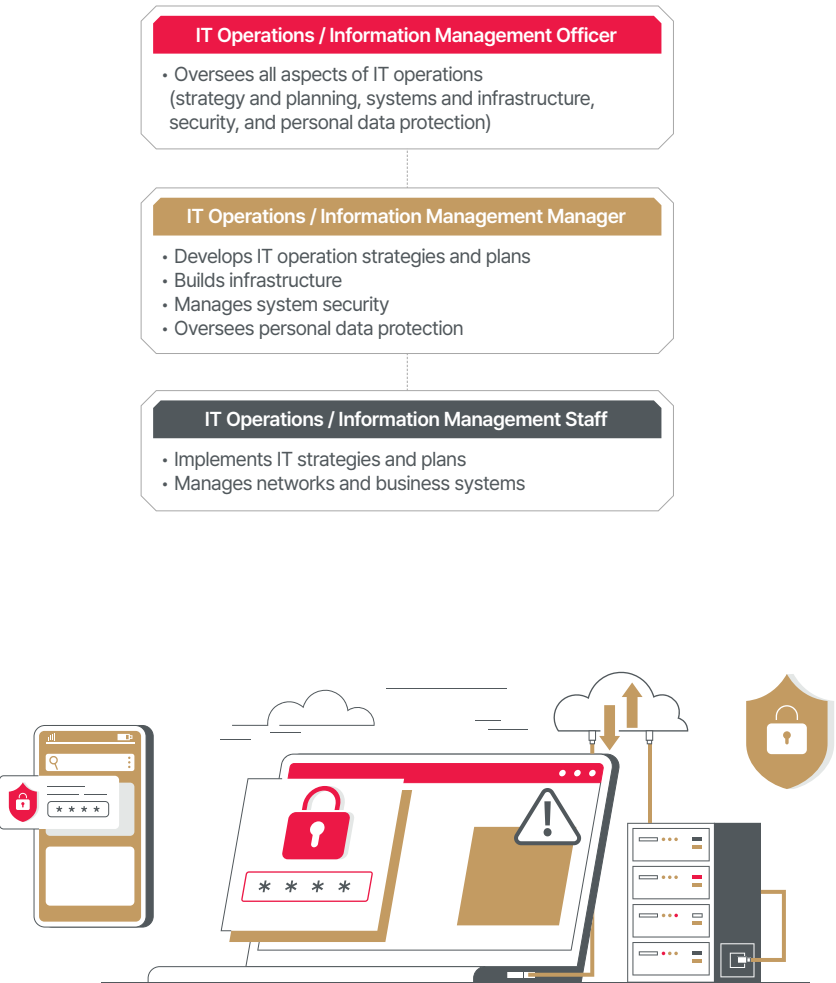 IT Operations / Information Management Officer
• Oversees all aspects of IT operations
(strategy and planning, systems and infrastructure,
security, and personal data protection)
IT Operations / Information Management Manager
• Develops IT operation strategies and plans
• Builds infrastructure
• Manages system security
• Oversees personal data protection
IT Operations / Information Management Staff
• Implements IT strategies and plans
• Manages networks and business systems
* * * *
* * * *